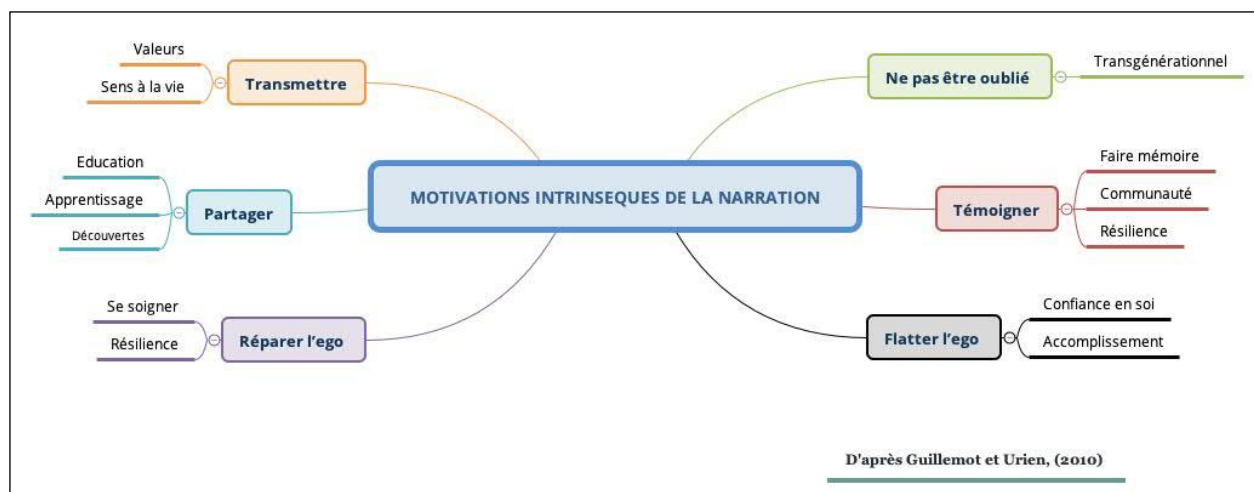 MOTIVATIONS INTRINSEQUES DE LA NARRATION
Transmettre
Valeurs
Sens à la vie
Partager
Education
Apprentissage
Découvertes
Réparer l’ego
Se soigner
Résilience
Ne pas être oublié
Transgénérationnel
Témoigner
Faire mémoire
Communauté
Résilience
Flatter l’ego
Confiance en soi
Accomplissement
D'après Guillemot et Urien, (2010)